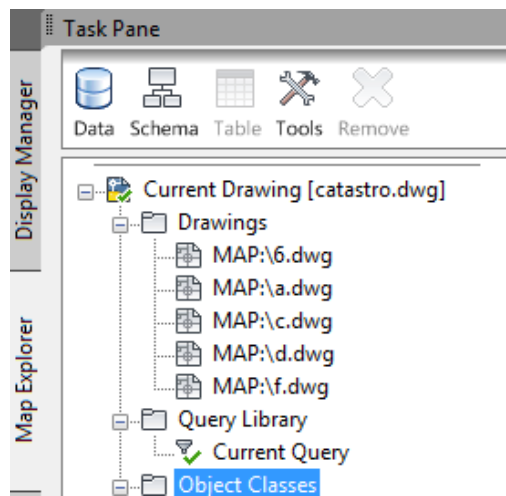 Task Pane
Data Schema Table Tools Remove
Display Manager
Map Explorer
Current Drawing [catastro.dwg]
Drawings
MAP:\6.dwg
MAP:\a.dwg
MAP:\c.dwg
MAP:\d.dwg
MAP:\f.dwg
Query Library
Current Query
Object Classes